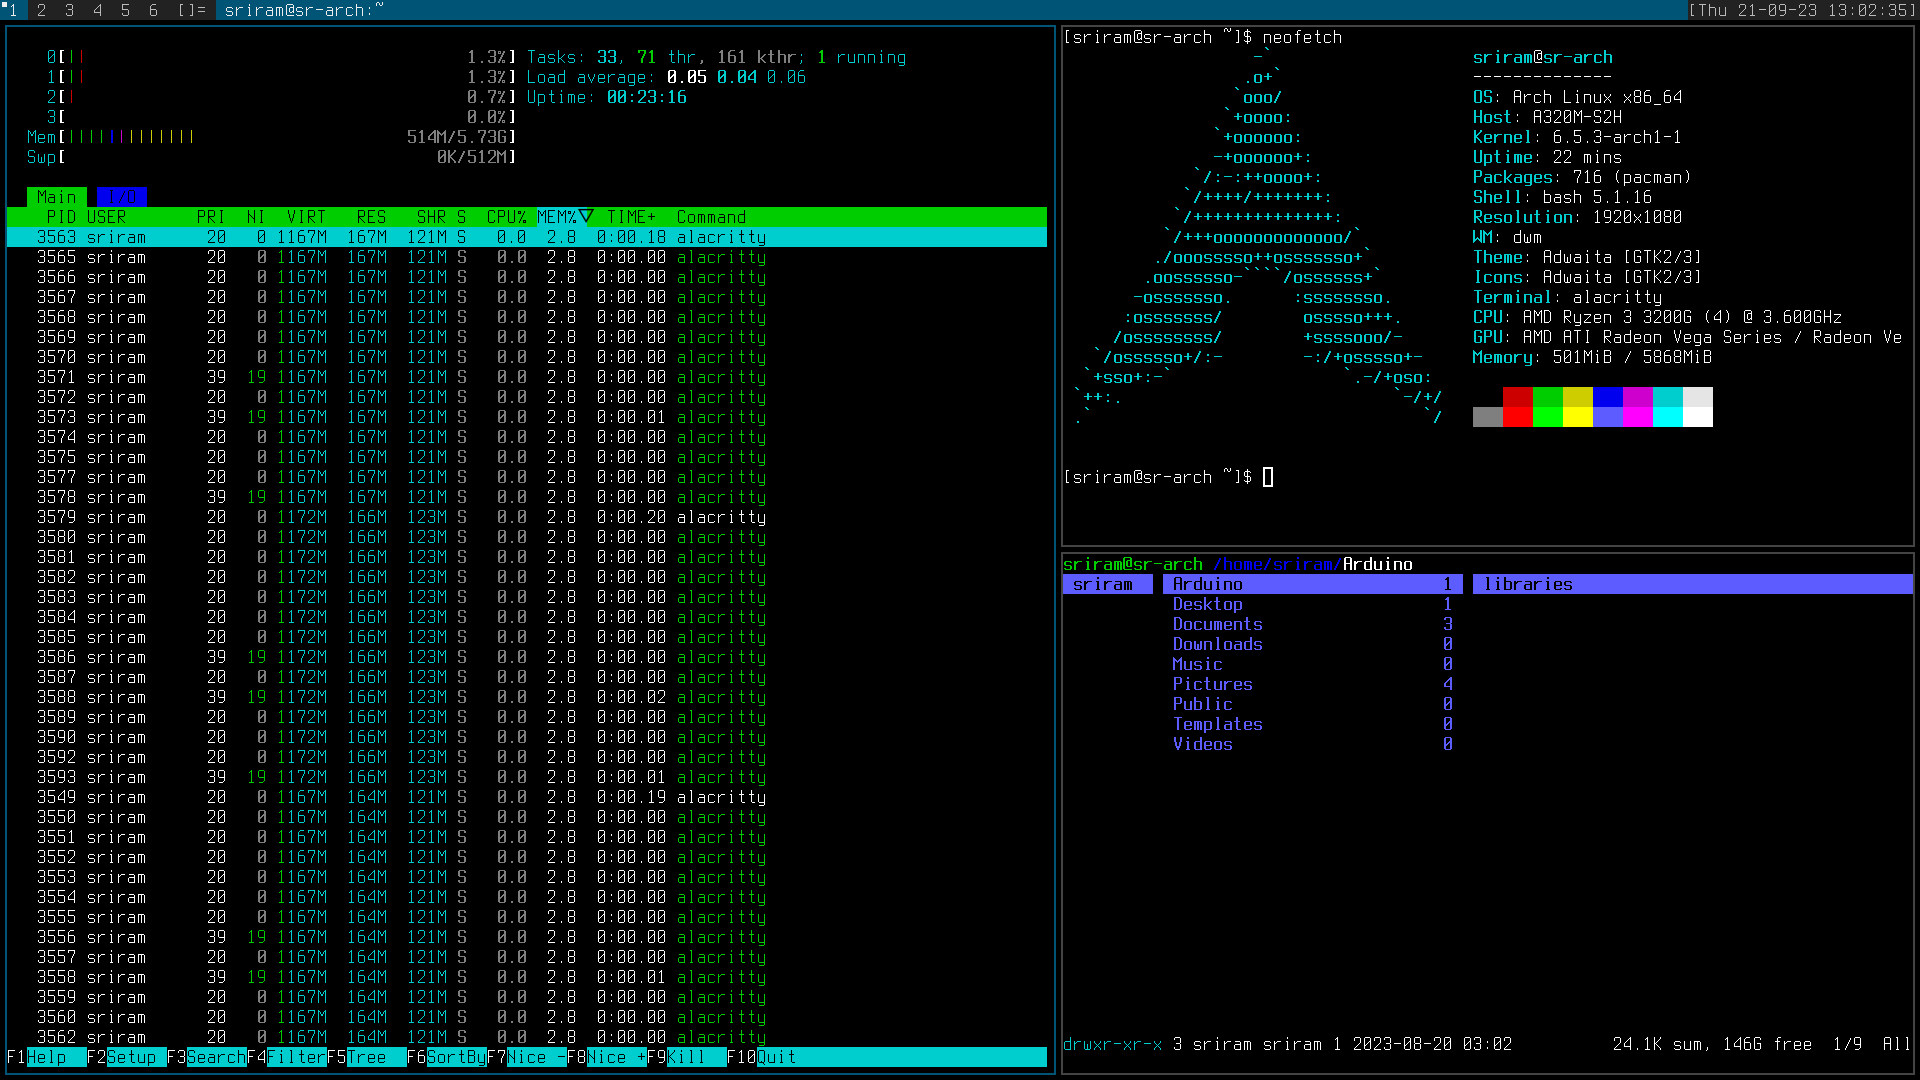 1 2 3 4 5 6 []= sriram@sr-arch:~ [Thu 21-09-23 13:02:35]
0[|| 1.3%] Tasks: 33, 71 thr, 161 kthr; 1 running
1[|| 1.3%] Load average: 0.05 0.04 0.06
2[| 0.7%] Uptime: 00:23:16
3[ 0.0%]
Mem[||||||||||||| 514M/5.73G]
Swp[ 0K/512M]
Main I/O
PID USER PRI NI VIRT RES SHR S CPU% MEM%▽ TIME+ Command
3563 sriram 20 0 1167M 167M 121M S 0.0 2.8 0:00.18 alacritty
3565 sriram 20 0 1167M 167M 121M S 0.0 2.8 0:00.00 alacritty
3566 sriram 20 0 1167M 167M 121M S 0.0 2.8 0:00.00 alacritty
3567 sriram 20 0 1167M 167M 121M S 0.0 2.8 0:00.00 alacritty
3568 sriram 20 0 1167M 167M 121M S 0.0 2.8 0:00.00 alacritty
3569 sriram 20 0 1167M 167M 121M S 0.0 2.8 0:00.00 alacritty
3570 sriram 20 0 1167M 167M 121M S 0.0 2.8 0:00.00 alacritty
3571 sriram 39 19 1167M 167M 121M S 0.0 2.8 0:00.00 alacritty
3572 sriram 20 0 1167M 167M 121M S 0.0 2.8 0:00.00 alacritty
3573 sriram 39 19 1167M 167M 121M S 0.0 2.8 0:00.01 alacritty
3574 sriram 20 0 1167M 167M 121M S 0.0 2.8 0:00.00 alacritty
3575 sriram 20 0 1167M 167M 121M S 0.0 2.8 0:00.00 alacritty
3577 sriram 20 0 1167M 167M 121M S 0.0 2.8 0:00.00 alacritty
3578 sriram 39 19 1167M 167M 121M S 0.0 2.8 0:00.01 alacritty
3579 sriram 20 0 1172M 166M 123M S 0.0 2.8 0:00.20 alacritty
3580 sriram 20 0 1172M 166M 123M S 0.0 2.8 0:00.00 alacritty
3581 sriram 20 0 1172M 166M 123M S 0.0 2.8 0:00.00 alacritty
3582 sriram 20 0 1172M 166M 123M S 0.0 2.8 0:00.00 alacritty
3583 sriram 20 0 1172M 166M 123M S 0.0 2.8 0:00.00 alacritty
3584 sriram 20 0 1172M 166M 123M S 0.0 2.8 0:00.00 alacritty
3585 sriram 20 0 1172M 166M 123M S 0.0 2.8 0:00.00 alacritty
3586 sriram 39 19 1172M 166M 123M S 0.0 2.8 0:00.00 alacritty
3587 sriram 20 0 1172M 166M 123M S 0.0 2.8 0:00.00 alacritty
3588 sriram 39 19 1172M 166M 123M S 0.0 2.8 0:00.02 alacritty
3589 sriram 20 0 1172M 166M 123M S 0.0 2.8 0:00.00 alacritty
3590 sriram 20 0 1172M 166M 123M S 0.0 2.8 0:00.00 alacritty
3592 sriram 20 0 1172M 166M 123M S 0.0 2.8 0:00.00 alacritty
3593 sriram 39 19 1172M 166M 123M S 0.0 2.8 0:00.01 alacritty
3549 sriram 20 0 1167M 164M 121M S 0.0 2.8 0:00.19 alacritty
3550 sriram 20 0 1167M 164M 121M S 0.0 2.8 0:00.00 alacritty
3551 sriram 20 0 1167M 164M 121M S 0.0 2.8 0:00.00 alacritty
3552 sriram 20 0 1167M 164M 121M S 0.0 2.8 0:00.00 alacritty
3553 sriram 20 0 1167M 164M 121M S 0.0 2.8 0:00.00 alacritty
3554 sriram 20 0 1167M 164M 121M S 0.0 2.8 0:00.00 alacritty
3555 sriram 20 0 1167M 164M 121M S 0.0 2.8 0:00.00 alacritty
3556 sriram 39 19 1167M 164M 121M S 0.0 2.8 0:00.00 alacritty
3557 sriram 20 0 1167M 164M 121M S 0.0 2.8 0:00.00 alacritty
3558 sriram 39 19 1167M 164M 121M S 0.0 2.8 0:00.01 alacritty
3559 sriram 20 0 1167M 164M 121M S 0.0 2.8 0:00.00 alacritty
3560 sriram 20 0 1167M 164M 121M S 0.0 2.8 0:00.00 alacritty
3562 sriram 20 0 1167M 164M 121M S 0.0 2.8 0:00.00 alacritty
F1Help F2Setup F3SearchF4FilterF5Tree F6SortByF7Nice -F8Nice +F9Kill F10Quit
[sriram@sr-arch ~]$ neofetch
-` sriram@sr-arch
.o+` --------------
`ooo/ OS: Arch Linux x86_64
`+oooo: Host: A320M-S2H
`+oooooo: Kernel: 6.5.3-arch1-1
-+oooooo+: Uptime: 22 mins
`/:-:++oooo+: Packages: 716 (pacman)
`/++++/+++++++: Shell: bash 5.1.16
`/++++++++++++++: Resolution: 1920x1080
`/+++ooooooooooooo/` WM: dwm
./ooosssso++osssssso+` Theme: Adwaita [GTK2/3]
.oossssso-````/ossssss+` Icons: Adwaita [GTK2/3]
-osssssso. :ssssssso. Terminal: alacritty
:osssssss/ osssso+++. CPU: AMD Ryzen 3 3200G (4) @ 3.600GHz
/ossssssss/ +ssssooo/- GPU: AMD ATI Radeon Vega Series / Radeon Ve
`/ossssso+/:- -:/+osssso+- Memory: 501MiB / 5868MiB
`+sso+:-` `.-/+oso:
`++:. `-/+/
.` `/
[sriram@sr-arch ~]$
sriram@sr-arch /home/sriram/Arduino
sriram Arduino 1 libraries
Desktop 1
Documents 3
Downloads 0
Music 0
Pictures 4
Public 0
Templates 0
Videos 0
drwxr-xr-x 3 sriram sriram 1 2023-08-20 03:02 24.1K sum, 146G free 1/9 All